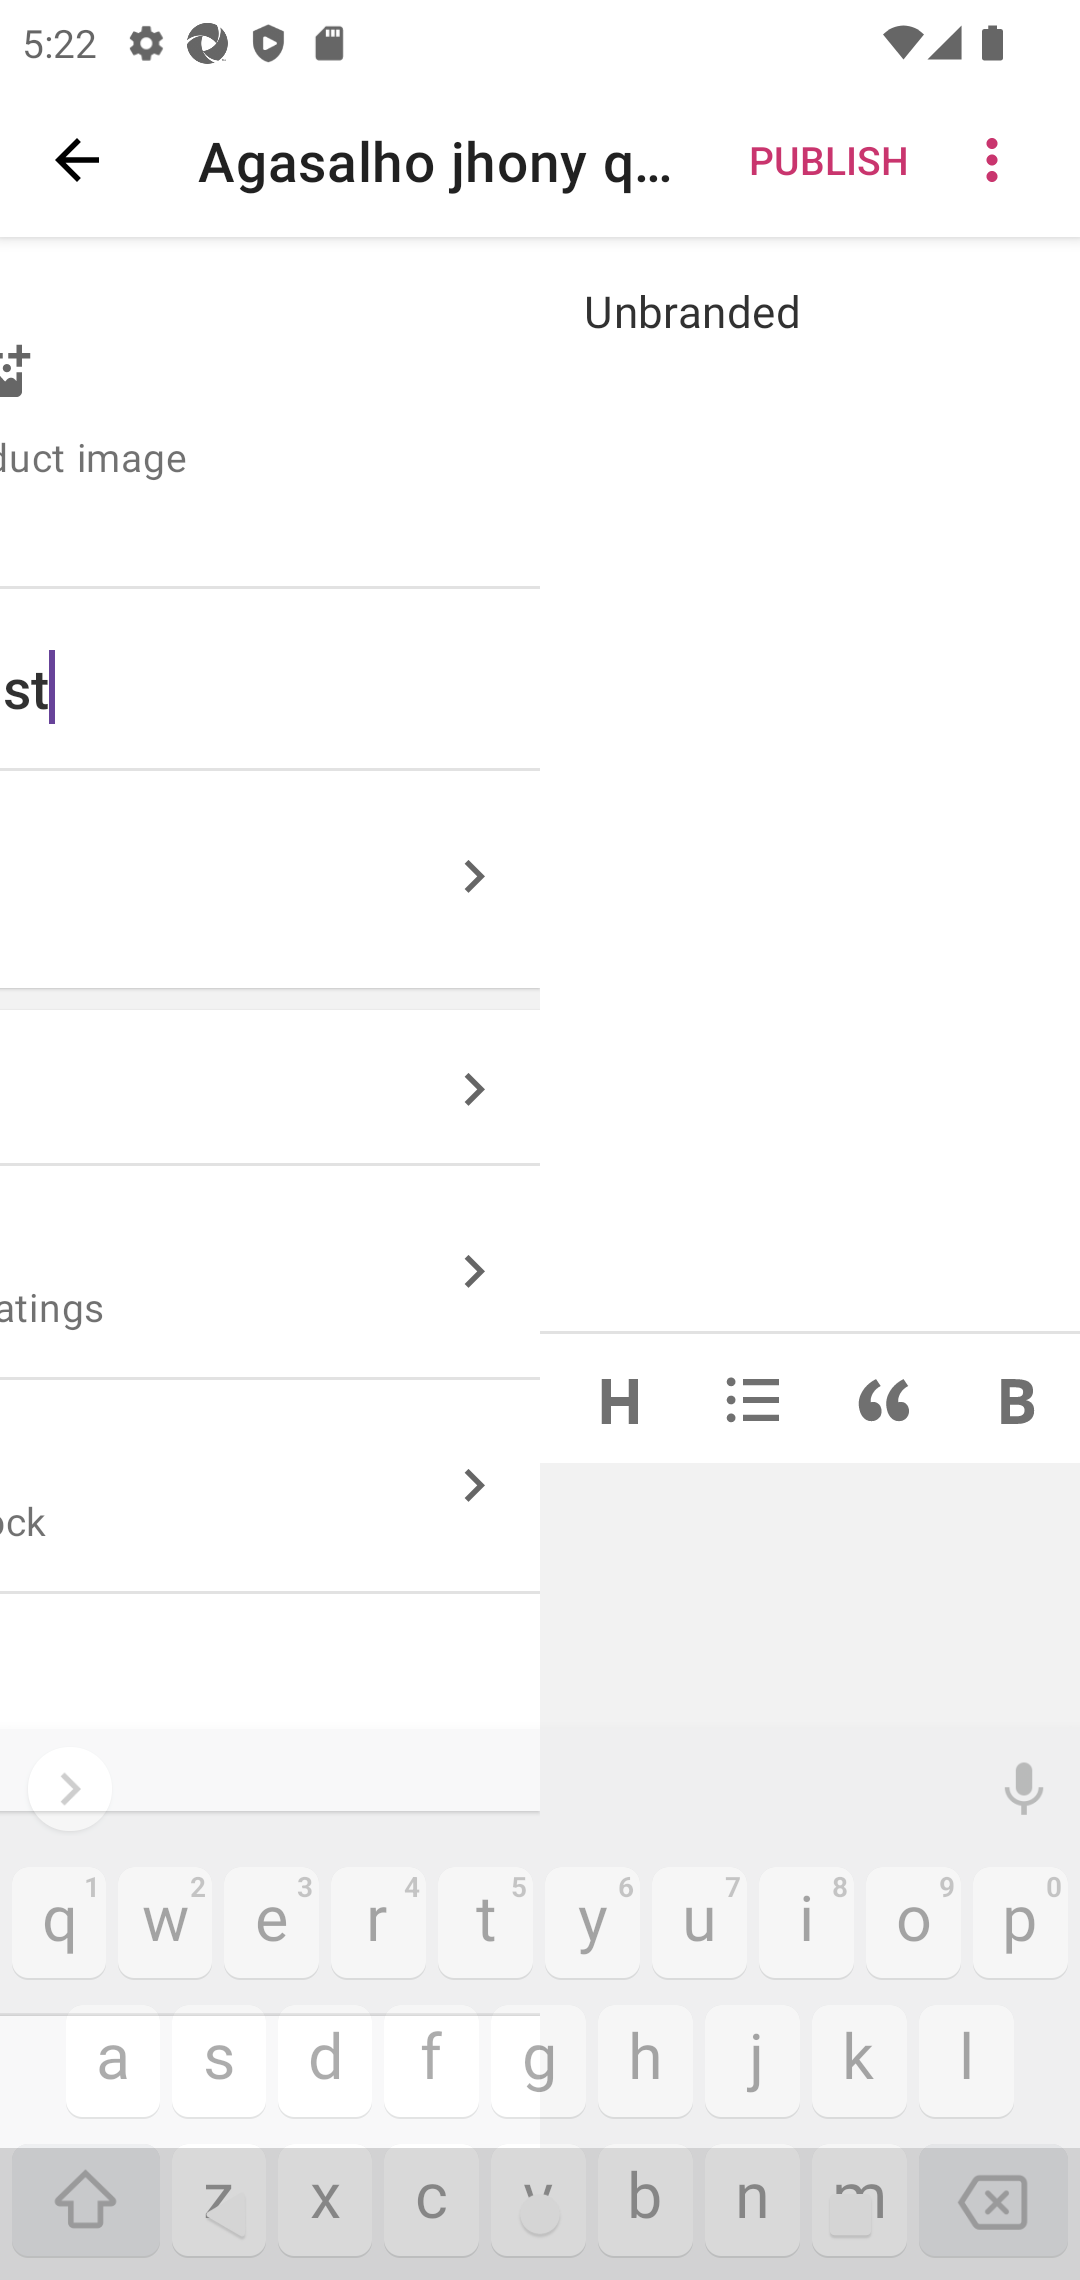 5:22
Agasalho jhony q...
PUBLISH
Unbranded
duct image
st
atings
ock
H
B
q 1 w 2 e 3 r 4 t 5 y 6 u 7 i 8 o 9 p 0
a s d f g h j k l
z x c v b n m